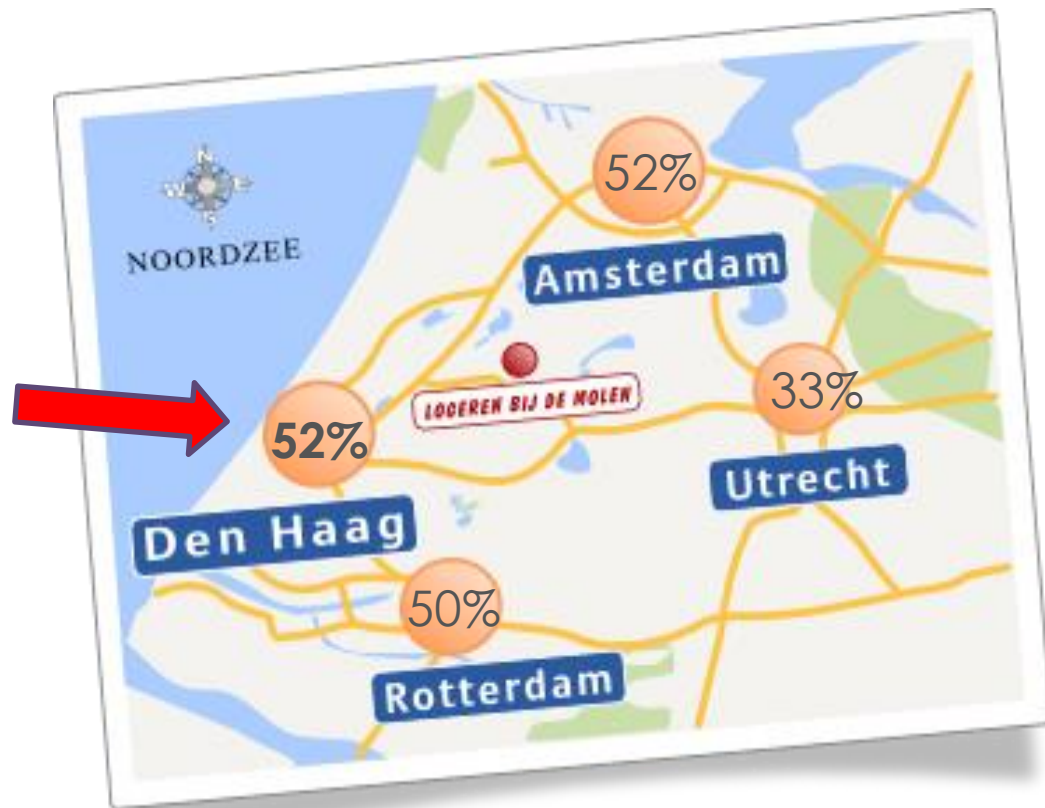 52%
N
W E
S
NOORDZEE
Amsterdam
LOGEREN BIJ DE MOLEN
33%
52%
Utrecht
Den Haag
50%
Rotterdam